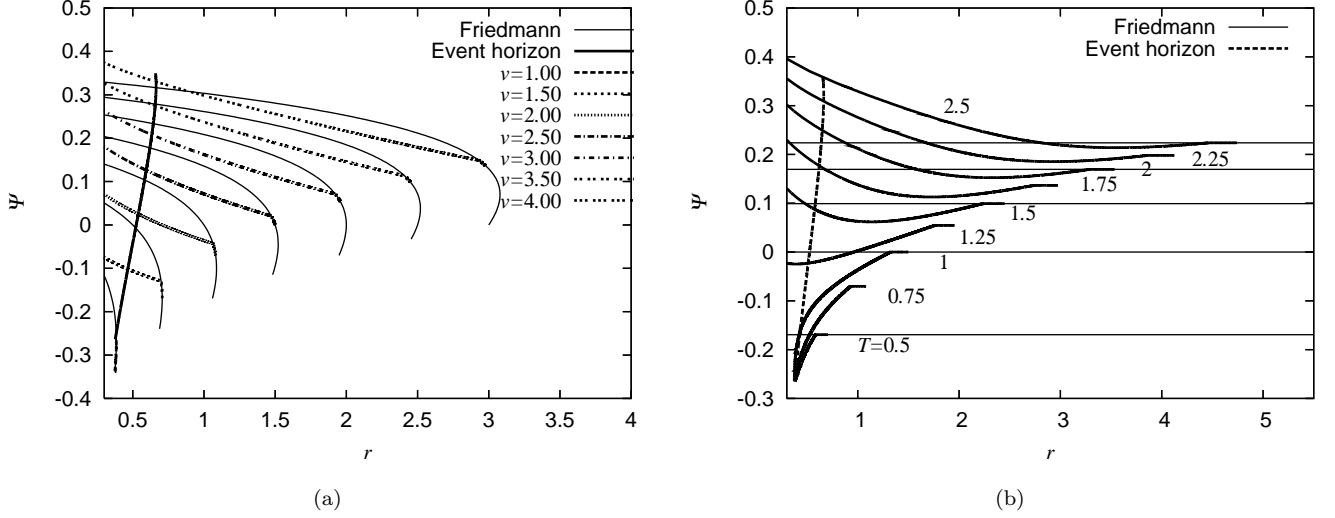 0.5
0.4
0.3
0.2
0.1
0
-0.1
-0.2
-0.3
-0.4
Ψ
0.5
1
1.5
2
2.5
3
3.5
4
r
Friedmann
Event horizon
v=1.00
v=1.50
v=2.00
v=2.50
v=3.00
v=3.50
v=4.00
(a)
0.5
0.4
0.3
0.2
0.1
0
-0.1
-0.2
-0.3
Ψ
1
2
3
4
5
r
Friedmann
Event horizon
2.5
2.25
2
1.75
1.5
1.25
1
0.75
T=0.5
(b)